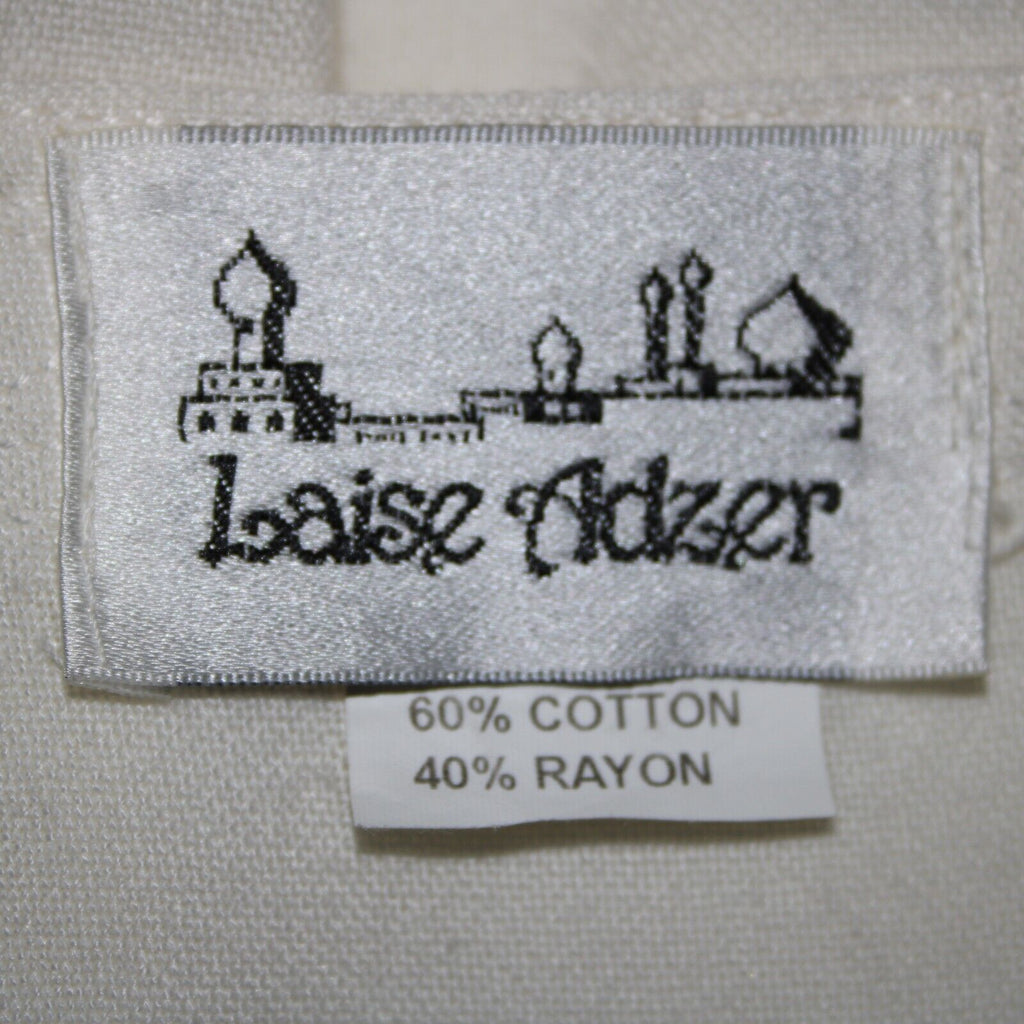 Laise Adzer
60% COTTON
40% RAYON